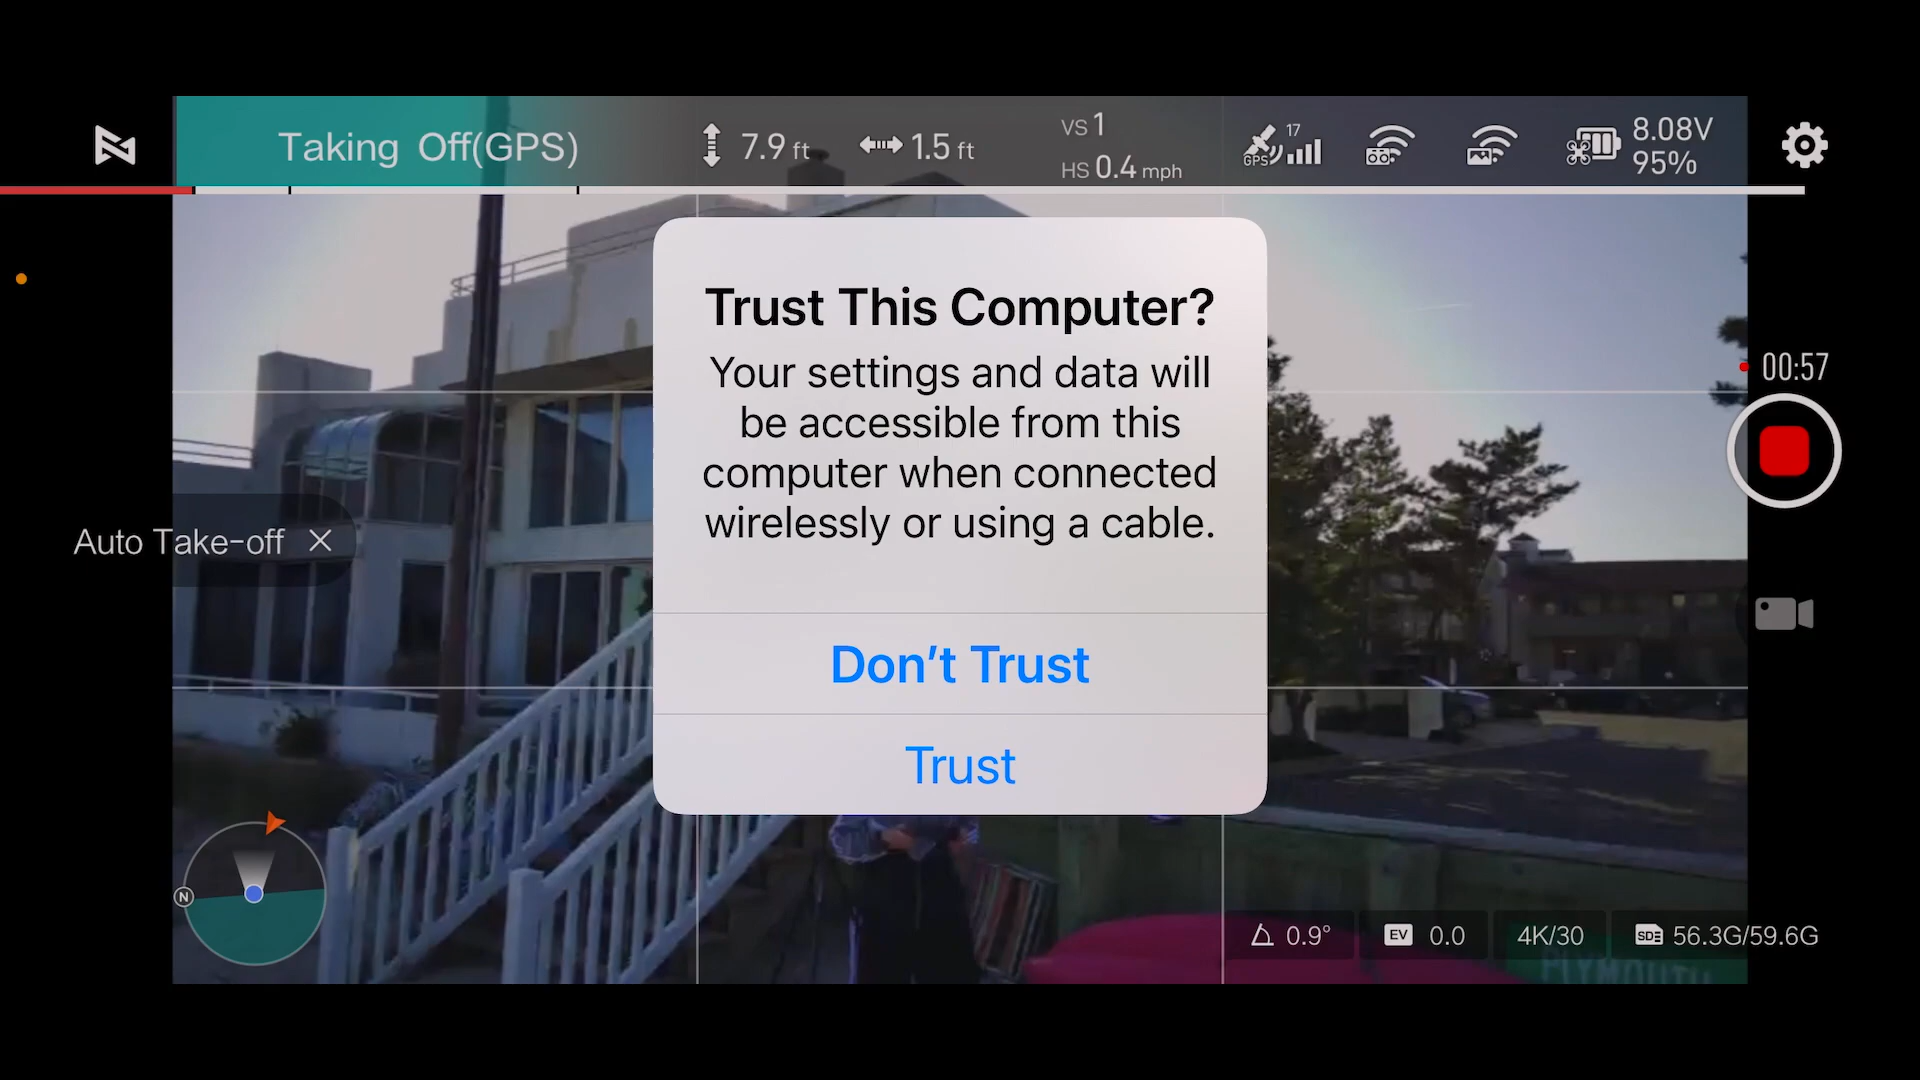 Taking Off(GPS)
7.9 ft
1.5 ft
VS 1
HS 0.4 mph
GPS
17
8.08V
95%
Trust This Computer?
Your settings and data will
be accessible from this
computer when connected
wirelessly or using a cable.
Don't Trust
Trust
00:57
Auto Take-off
N
0.9°
EV 0.0
4K/30
SD 56.3G/59.6G
PLYMOUTH